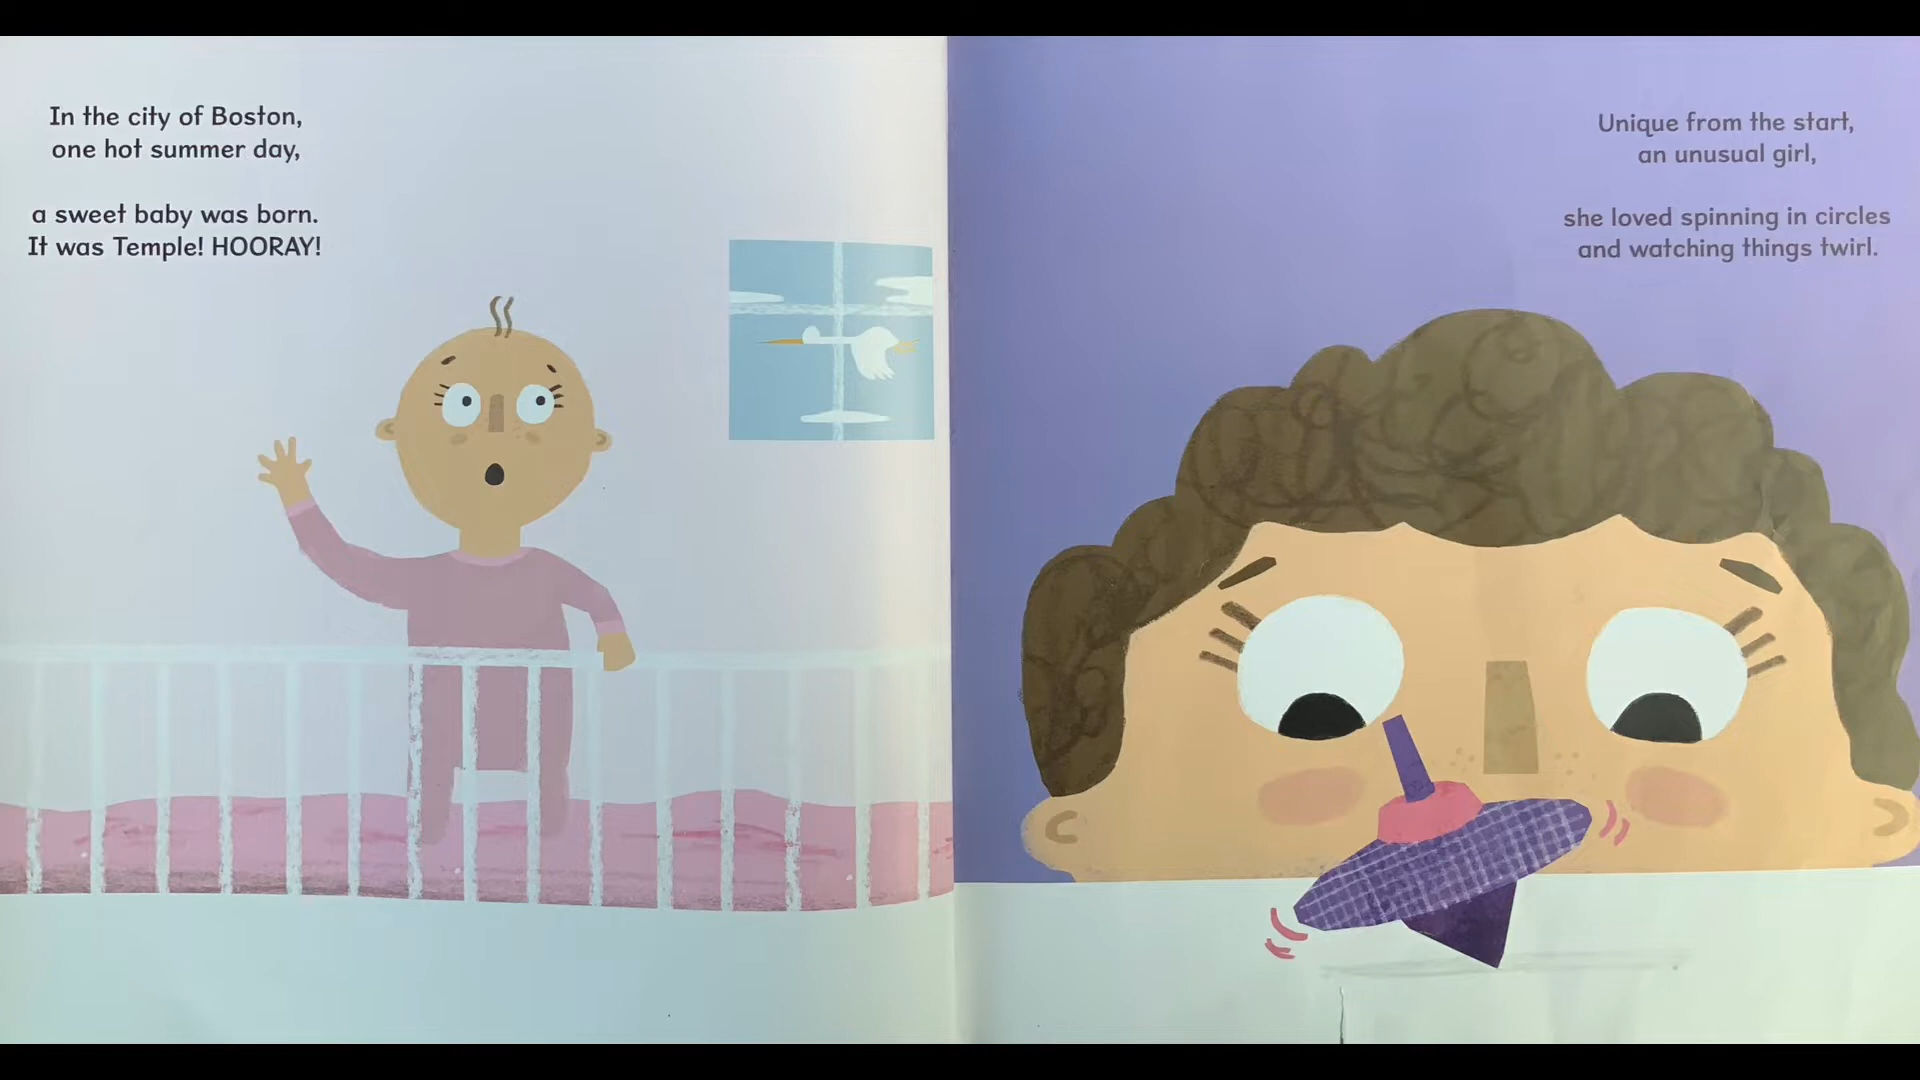 In the city of Boston,
one hot summer day,
a sweet baby was born.
It was Temple! HOORAY!
Unique from the start,
an unusual girl,
she loved spinning in circles
and watching things twirl.